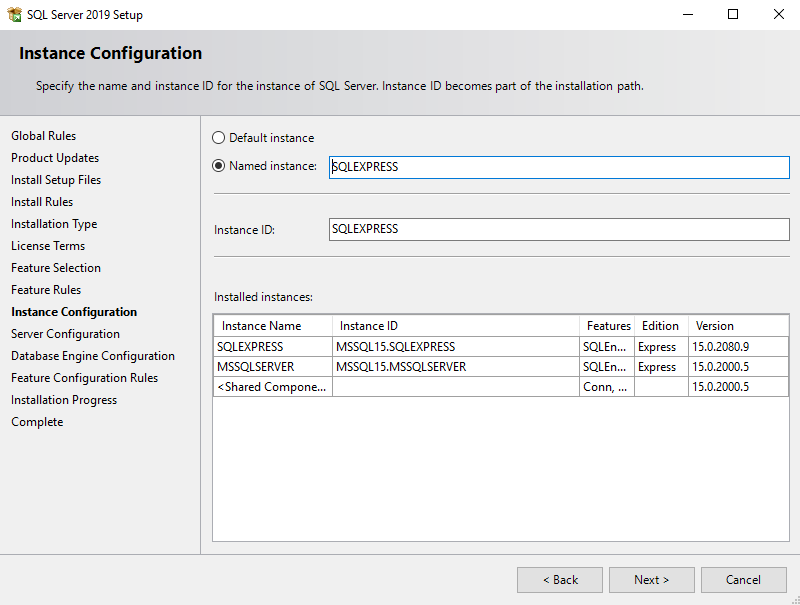 SQL Server 2019 Setup
Instance Configuration
Specify the name and instance ID for the instance of SQL Server. Instance ID becomes part of the installation path.
Global Rules
Product Updates
Install Setup Files
Install Rules
Installation Type
License Terms
Feature Selection
Feature Rules
Instance Configuration
Server Configuration
Database Engine Configuration
Feature Configuration Rules
Installation Progress
Complete
Default instance
Named instance: SQLEXPRESS
Instance ID: SQLEXPRESS
Installed instances:
Instance Name Instance ID Features Edition Version
SQLEXPRESS MSSQL15.SQLEXPRESS SQLEn... Express 15.0.2080.9
MSSQLSERVER MSSQL15.MSSQLSERVER SQLEn... Express 15.0.2000.5
<Shared Compone... Conn, ... 15.0.2000.5
< Back Next > Cancel